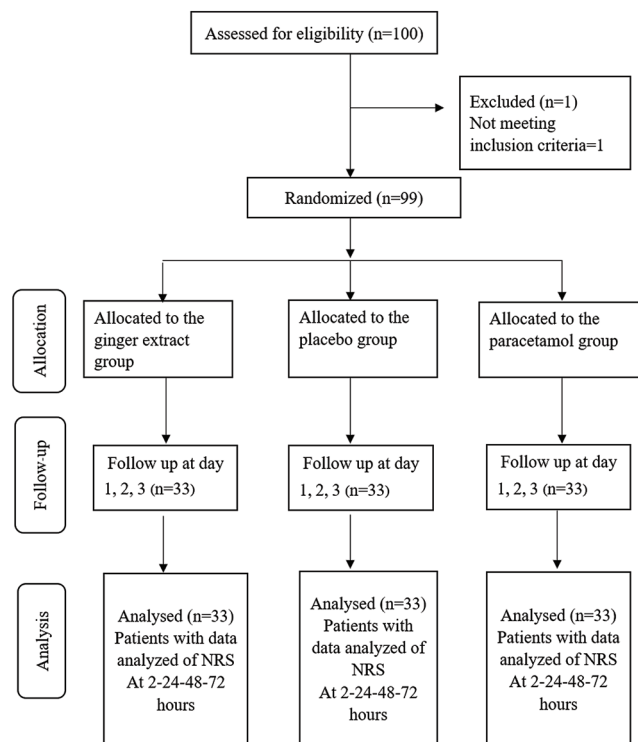 Assessed for eligibility (n=100)
Excluded (n=1)
Not meeting
inclusion criteria=1
Randomized (n=99)
Allocation
Allocated to the
ginger extract
group
Allocated to the
placebo group
Allocated to the
paracetamol group
Follow-up
Follow up at day
1, 2, 3 (n=33)
Follow up at day
1, 2, 3 (n=33)
Follow up at day
1, 2, 3 (n=33)
Analysis
Analysed (n=33)
Patients with data
analyzed of NRS
At 2-24-48-72
hours
Analysed (n=33)
Patients with
data analyzed of
NRS
At 2-24-48-72
hours
Analysed (n=33)
Patients with data
analyzed of NRS
At 2-24-48-72
hours